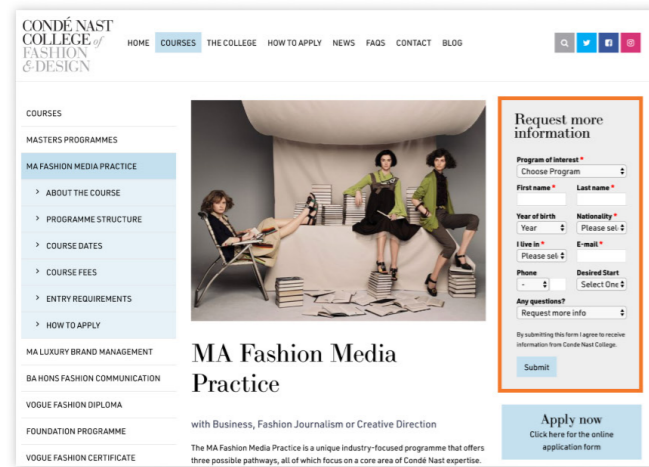 CONDÉ NAST
COLLEGE of
FASHION
& DESIGN
HOME COURSES THE COLLEGE HOW TO APPLY NEWS FAQS CONTACT BLOG
COURSES
MASTERS PROGRAMMES
MA FASHION MEDIA PRACTICE
> ABOUT THE COURSE
> PROGRAMME STRUCTURE
> COURSE DATES
> COURSE FEES
> ENTRY REQUIREMENTS
> HOW TO APPLY
MA LUXURY BRAND MANAGEMENT
BA HONS FASHION COMMUNICATION
VOGUE FASHION DIPLOMA
FOUNDATION PROGRAMME
VOGUE FASHION CERTIFICATE
MA Fashion Media
Practice
with Business, Fashion Journalism or Creative Direction
The MA Fashion Media Practice is a unique industry-focused programme that offers
three possible pathways, all of which focus on a core area of Condé Nast expertise.
Request more
information
Program of interest *
Choose Program
First name * Last name *
Year of birth Nationality *
Year Please sel
I live in * E-mail *
Please sel
Phone Desired Start
- Select One
Any questions?
Request more info
By submitting this form I agree to receive
information from Conde Nast College.
Submit
Apply now
Click here for the online
application form